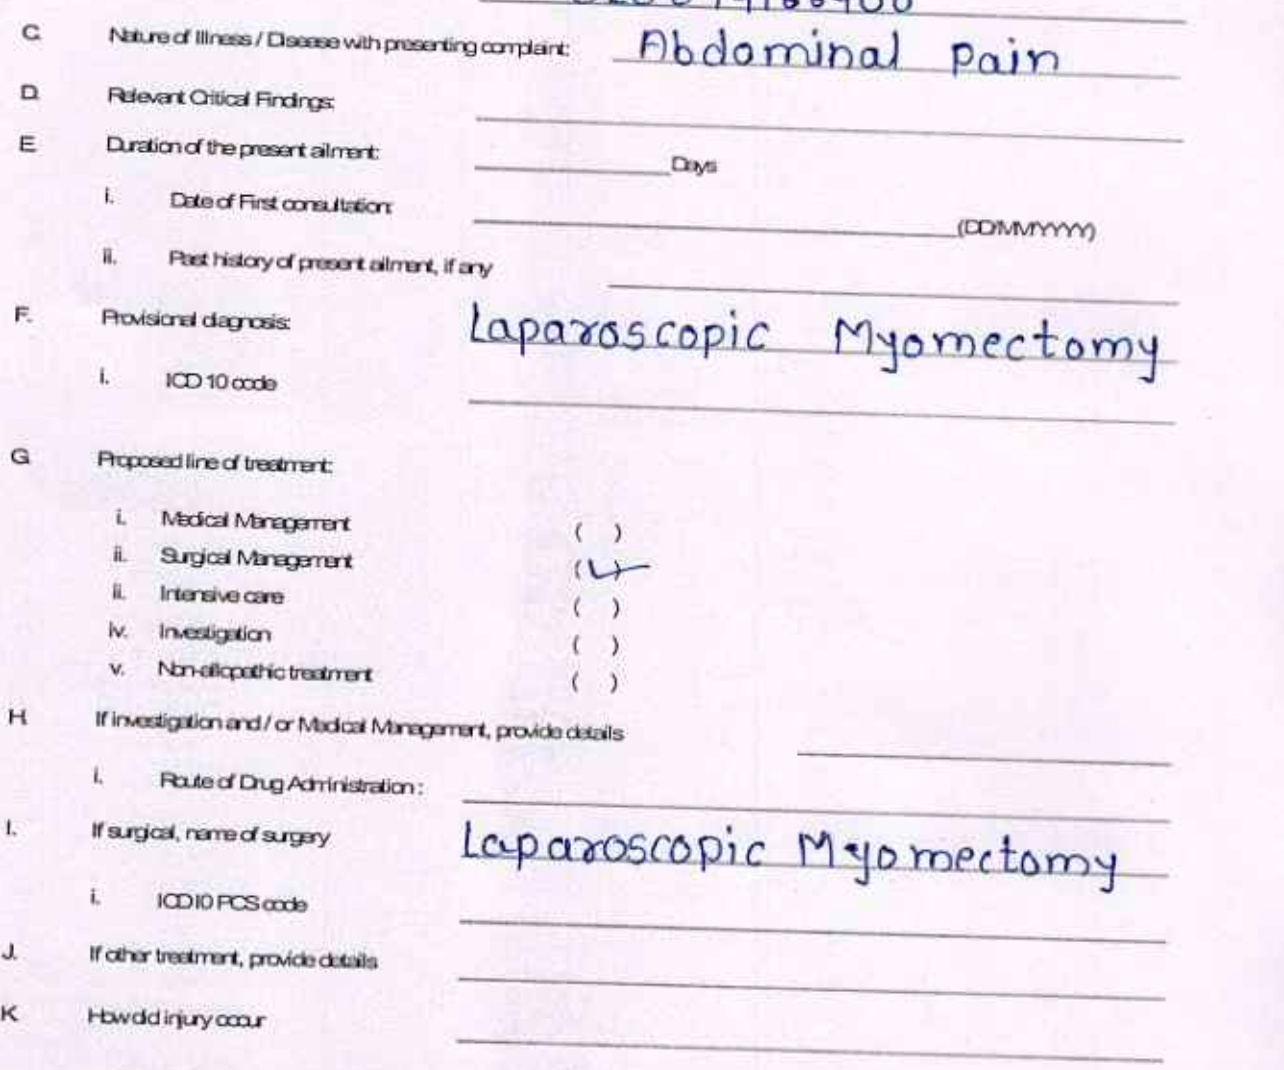 C. Nature of Illness / Disease with presenting complaint: Abdominal Pain
D. Relevant Critical Findings:
E. Duration of the present ailment: Days
i. Date of First consultation: (DD/MM/YYYY)
ii. Past history of present ailment, if any
F. Provisional diagnosis: Laparoscopic Myomectomy
i. ICD 10 code
G. Proposed line of treatment:
i. Medical Management ( )
ii. Surgical Management (✓)
ii. Intensive care ( )
iv. Investigation ( )
v. Non-allopathic treatment ( )
H. If investigation and / or Medical Management, provide details
i. Route of Drug Administration :
I. If surgical, name of surgery Laparoscopic Myomectomy
i. ICD10 PCS code
J. If other treatment, provide details
K. How did injury occur